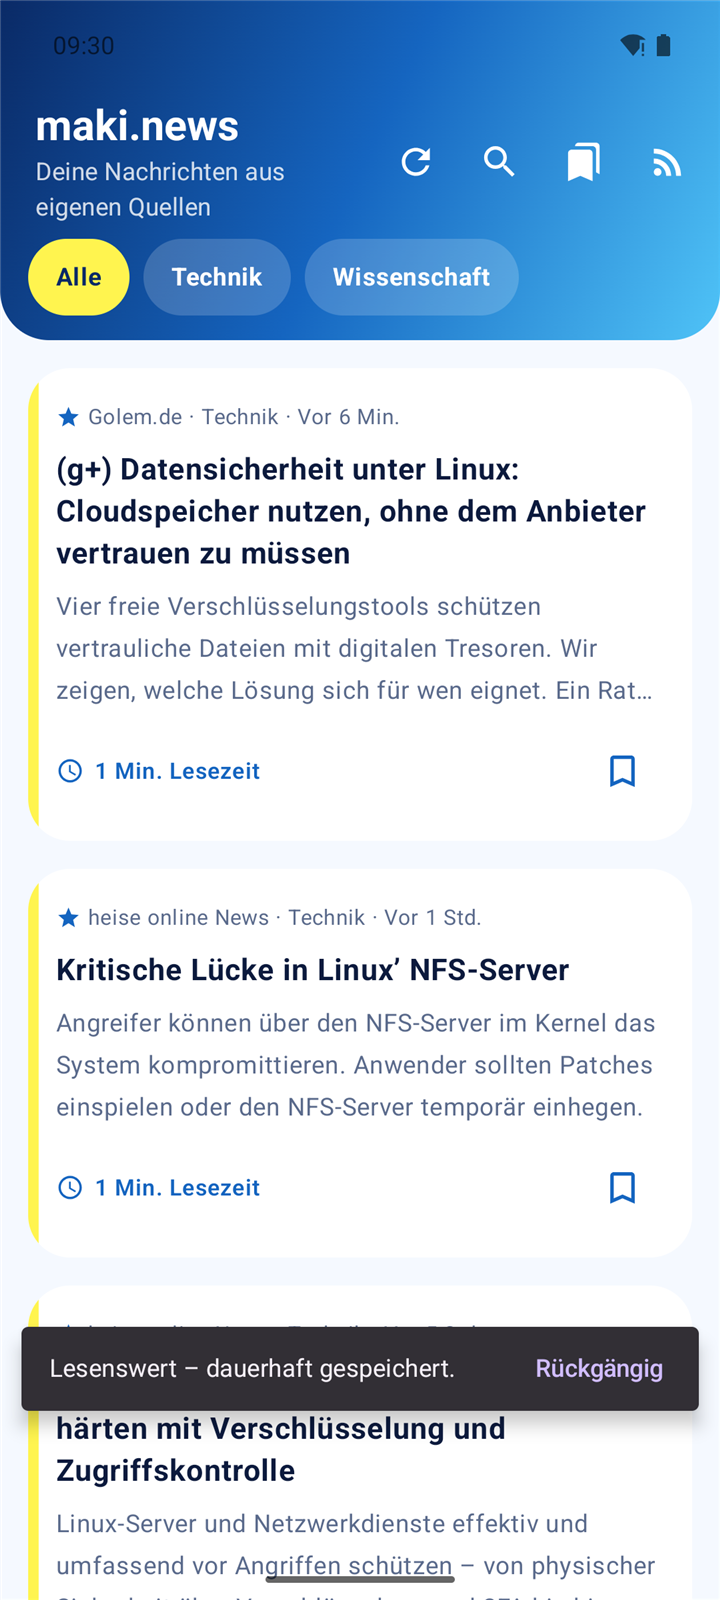 09:30
maki.news
Deine Nachrichten aus
eigenen Quellen
Alle
Technik
Wissenschaft
Golem.de · Technik · Vor 6 Min.
(g+) Datensicherheit unter Linux:
Cloudspeicher nutzen, ohne dem Anbieter
vertrauen zu müssen
Vier freie Verschlüsselungstools schützen
vertrauliche Dateien mit digitalen Tresoren. Wir
zeigen, welche Lösung sich für wen eignet. Ein Rat…
1 Min. Lesezeit
heise online News · Technik · Vor 1 Std.
Kritische Lücke in Linux’ NFS-Server
Angreifer können über den NFS-Server im Kernel das
System kompromittieren. Anwender sollten Patches
einspielen oder den NFS-Server temporär einhegen.
1 Min. Lesezeit
Lesenswert – dauerhaft gespeichert.
Rückgängig
härten mit Verschlüsselung und
Zugriffskontrolle
Linux-Server und Netzwerkdienste effektiv und
umfassend vor Angriffen schützen – von physischer